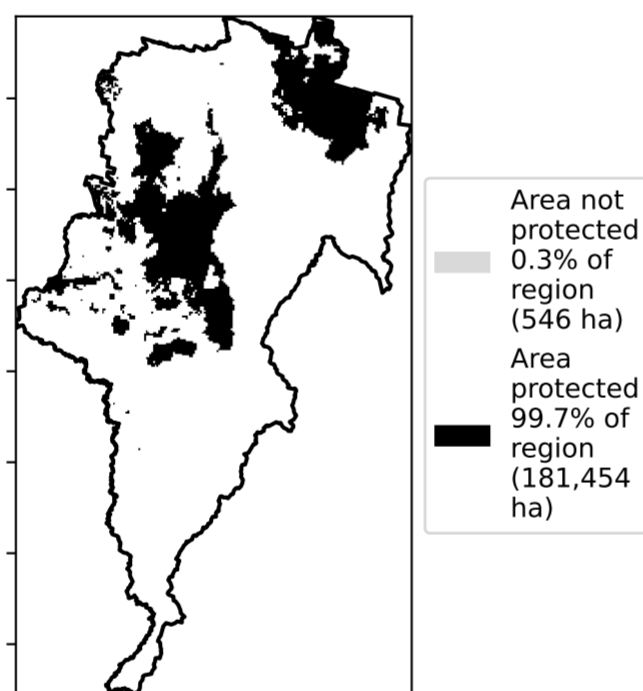 Area not
protected
0.3% of
region
(546 ha)
Area
protected
99.7% of
region
(181,454
ha)